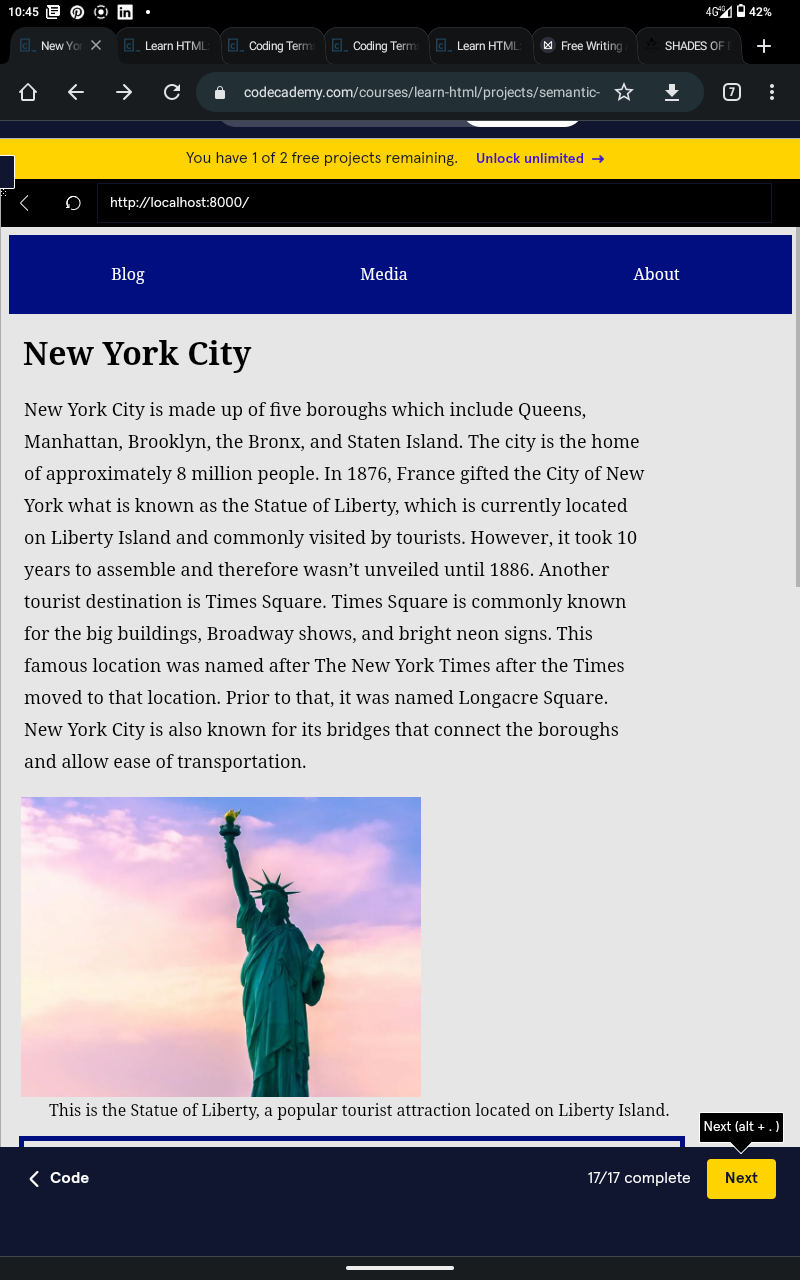 10:45
4G 42%
New Yor
Learn HTML:
Coding Term
Coding Term
Learn HTML:
Free Writing
SHADES OF
codecademy.com/courses/learn-html/projects/semantic-
7
You have 1 of 2 free projects remaining. Unlock unlimited →
http://localhost:8000/
Blog Media About
New York City
New York City is made up of five boroughs which include Queens,
Manhattan, Brooklyn, the Bronx, and Staten Island. The city is the home
of approximately 8 million people. In 1876, France gifted the City of New
York what is known as the Statue of Liberty, which is currently located
on Liberty Island and commonly visited by tourists. However, it took 10
years to assemble and therefore wasn’t unveiled until 1886. Another
tourist destination is Times Square. Times Square is commonly known
for the big buildings, Broadway shows, and bright neon signs. This
famous location was named after The New York Times after the Times
moved to that location. Prior to that, it was named Longacre Square.
New York City is also known for its bridges that connect the boroughs
and allow ease of transportation.
This is the Statue of Liberty, a popular tourist attraction located on Liberty Island.
Next (alt + . )
Code 17/17 complete Next